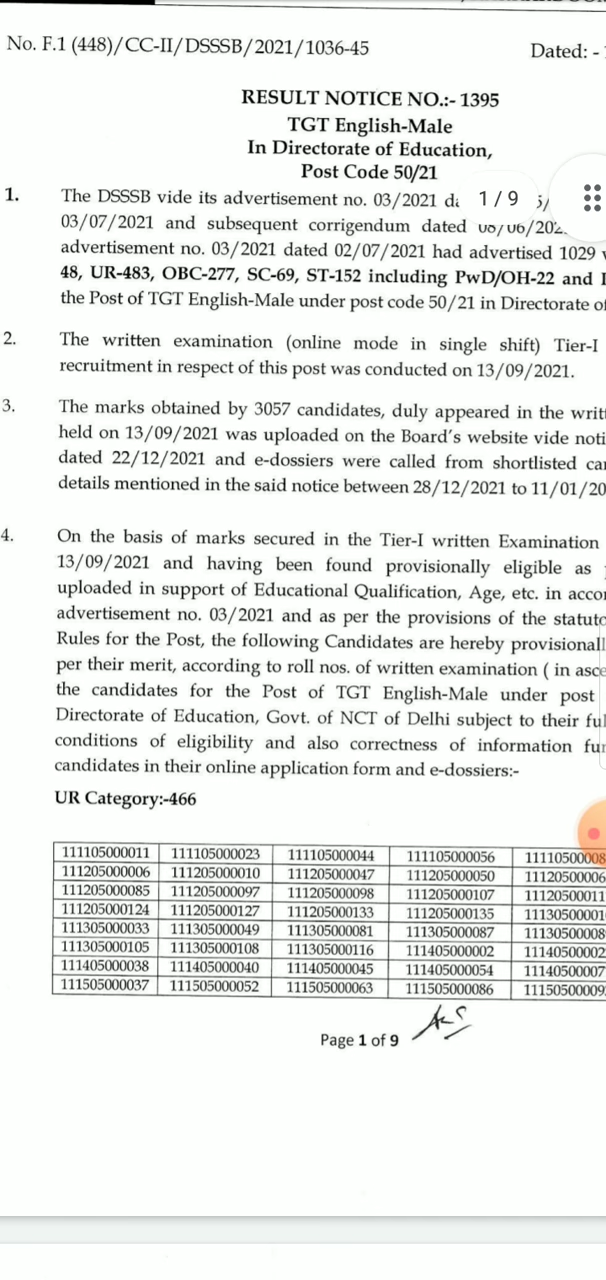 No. F.1 (448)/CC-II/DSSSB/2021/1036-45 Dated: -
RESULT NOTICE NO.:- 1395
TGT English-Male
In Directorate of Education,
Post Code 50/21
1. The DSSSB vide its advertisement no. 03/2021 1 / 9
03/07/2021 and subsequent corrigendum dated
advertisement no. 03/2021 dated 02/07/2021 had advertised 1029
48, UR-483, OBC-277, SC-69, ST-152 including PwD/OH-22 and
the Post of TGT English-Male under post code 50/21 in Directorate of
2. The written examination (online mode in single shift) Tier-I
recruitment in respect of this post was conducted on 13/09/2021.
3. The marks obtained by 3057 candidates, duly appeared in the
held on 13/09/2021 was uploaded on the Board's website vide
dated 22/12/2021 and e-dossiers were called from shortlisted
details mentioned in the said notice between 28/12/2021 to
4. On the basis of marks secured in the Tier-I written Examination
13/09/2021 and having been found provisionally eligible as
uploaded in support of Educational Qualification, Age, etc. in
advertisement no. 03/2021 and as per the provisions of the
Rules for the Post, the following Candidates are hereby
per their merit, according to roll nos. of written examination ( in
the candidates for the Post of TGT English-Male under post
Directorate of Education, Govt. of NCT of Delhi subject to their
conditions of eligibility and also correctness of information
candidates in their online application form and e-dossiers:-
UR Category:-466
111105000011 111105000023 111105000044 111105000056
111205000006 111205000010 111205000047 111205000050
111205000085 111205000097 111205000098 111205000107
111205000124 111205000127 111205000133 111205000135
111305000033 111305000049 111305000081 111305000087
111305000105 111305000108 111305000116 111405000002
111405000038 111405000040 111405000045 111405000054
111505000037 111505000052 111505000063 111505000086
Page 1 of 9